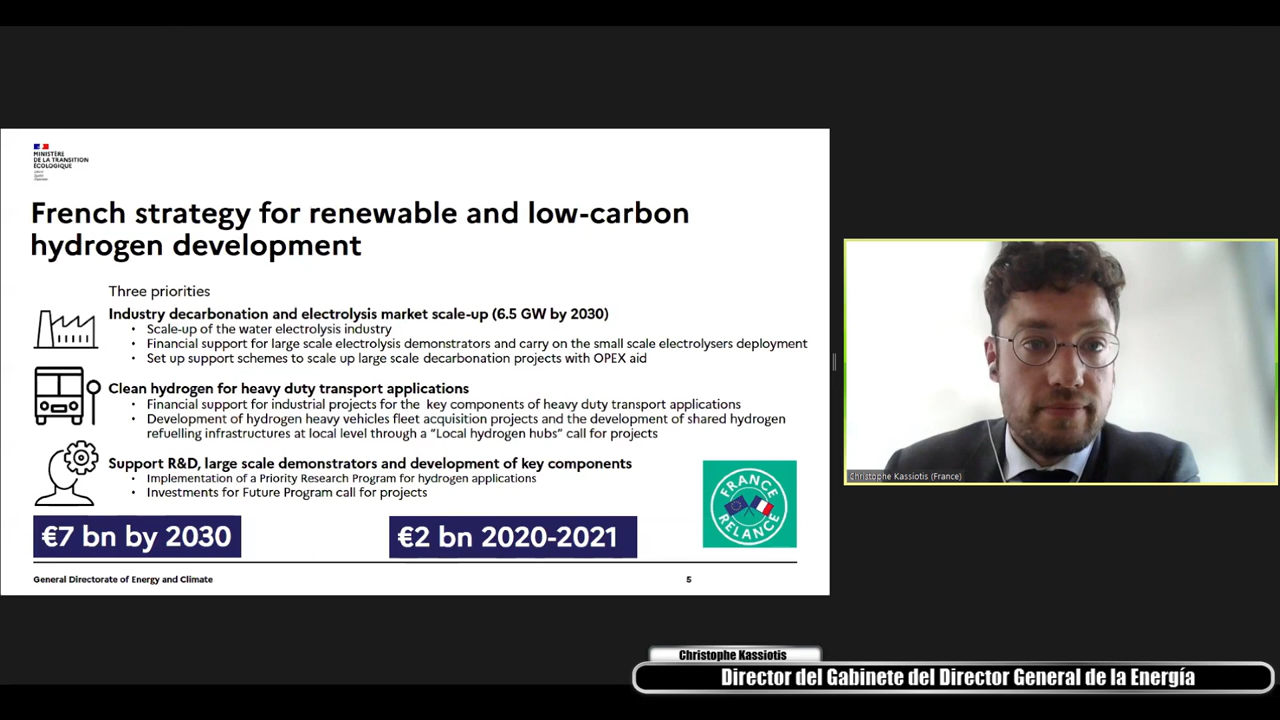 MINISTÈRE
DE LA TRANSITION
ÉCOLOGIQUE
French strategy for renewable and low-carbon
hydrogen development
Three priorities
Industry decarbonation and electrolysis market scale-up (6.5 GW by 2030)
• Scale-up of the water electrolysis industry
• Financial support for large scale electrolysis demonstrators and carry on the small scale electrolysers deployment
• Set up support schemes to scale up large scale decarbonation projects with OPEX aid
Clean hydrogen for heavy duty transport applications
• Financial support for industrial projects for the key components of heavy duty transport applications
• Development of hydrogen heavy vehicles fleet acquisition projects and the development of shared hydrogen
refuelling infrastructures at local level through a “Local hydrogen hubs” call for projects
Support R&D, large scale demonstrators and development of key components
• Implementation of a Priority Research Program for hydrogen applications
• Investments for Future Program call for projects
FRANCE
RELANCE
€7 bn by 2030
€2 bn 2020-2021
General Directorate of Energy and Climate
5
Christophe Kassiotis (France)
Christophe Kassiotis
Director del Gabinete del Director General de la Energía